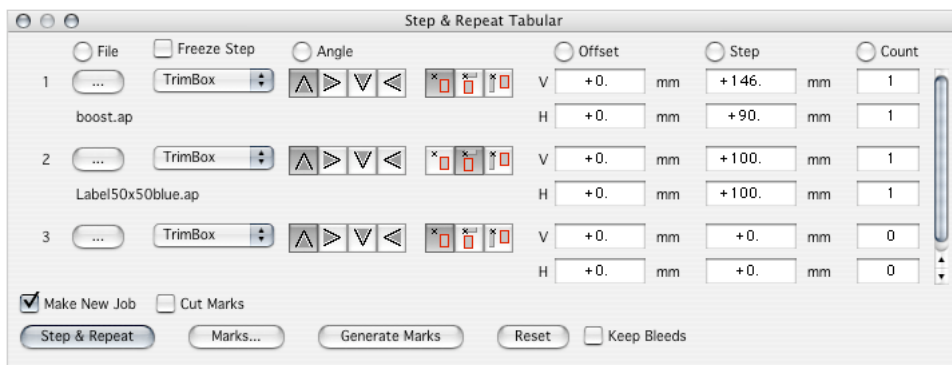 Step & Repeat Tabular
File Freeze Step Angle Offset Step Count
1 ... TrimBox V +0. mm +146. mm 1
boost.ap H +0. mm +90. mm 1
2 ... TrimBox V +0. mm +100. mm 1
Label50x50blue.ap H +0. mm +100. mm 1
3 ... TrimBox V +0. mm +0. mm 0
H +0. mm +0. mm 0
Make New Job Cut Marks
Step & Repeat Marks... Generate Marks Reset Keep Bleeds